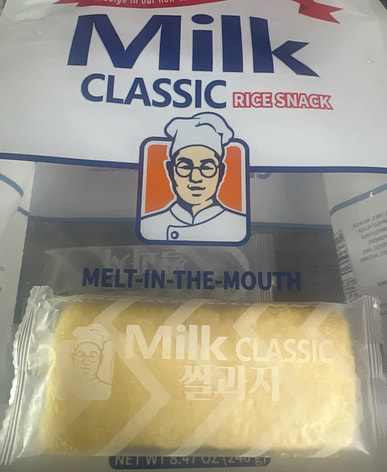 Milk
CLASSIC RICE SNACK
MELT-IN-THE-MOUTH
Milk CLASSIC
쌀과자
NET WT 8.47 OZ (240 g)